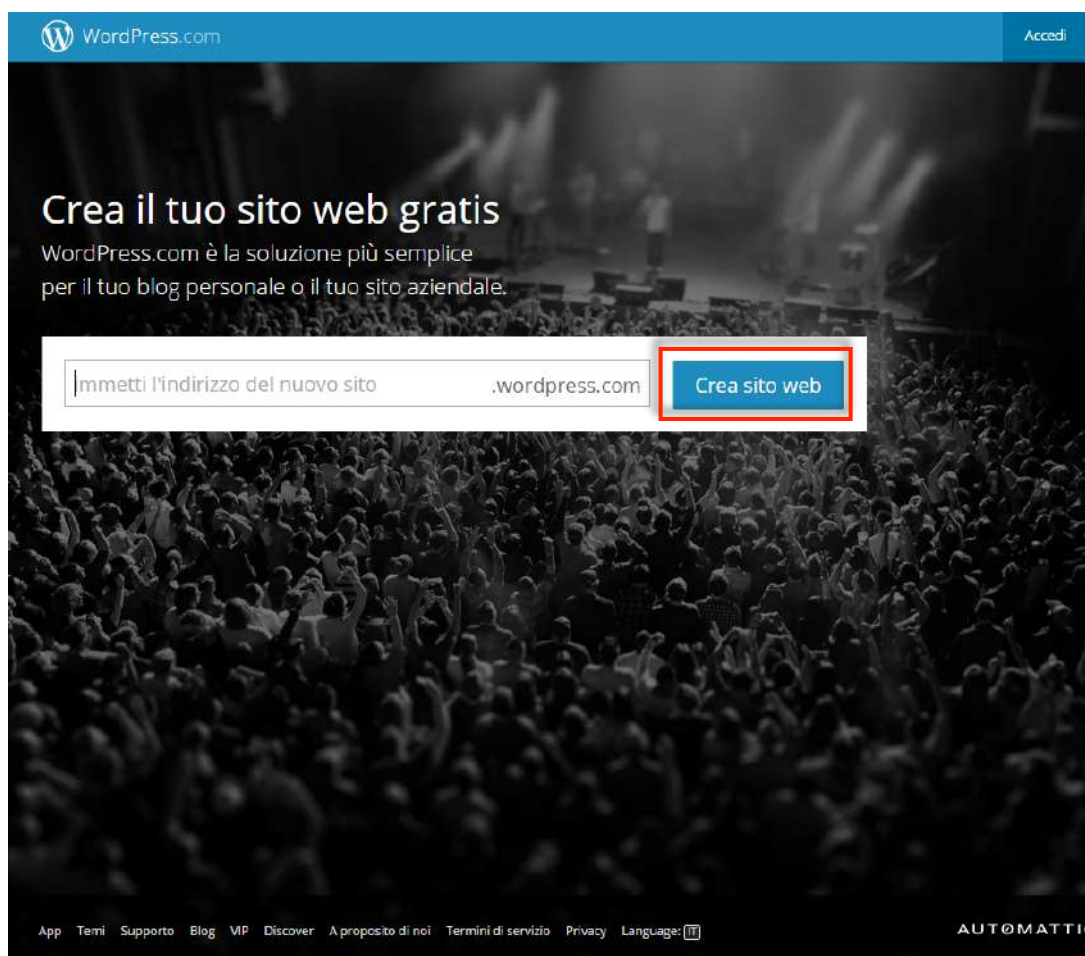 WordPress.com
Accedi
Crea il tuo sito web gratis
WordPress.com è la soluzione più semplice
per il tuo blog personale o il tuo sito aziendale.
Immetti l'indirizzo del nuovo sito .wordpress.com Crea sito web
App Temi Supporto Blog VIP Discover A proposito di noi Termini di servizio Privacy Language: IT
AUTOMATTIC